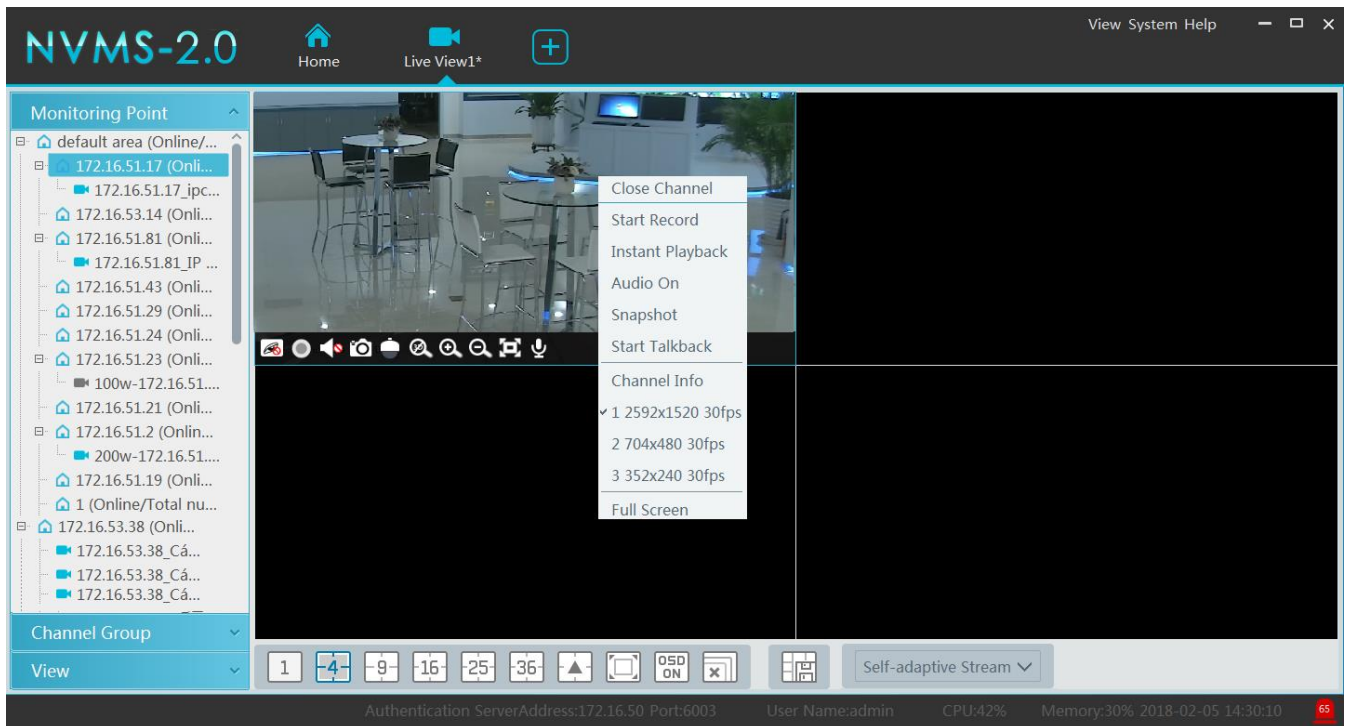 NVMS-2.0
Home
Live View1*
View System Help
Monitoring Point
default area (Online/...
172.16.51.17 (Onli...
172.16.51.17_ipc...
172.16.53.14 (Onli...
172.16.51.81 (Onli...
172.16.51.81_IP ...
172.16.51.43 (Onli...
172.16.51.29 (Onli...
172.16.51.24 (Onli...
172.16.51.23 (Onli...
100w-172.16.51....
172.16.51.21 (Onli...
172.16.51.2 (Onlin...
200w-172.16.51....
172.16.51.19 (Onli...
1 (Online/Total nu...
172.16.53.38 (Onli...
172.16.53.38_Cá...
172.16.53.38_Cá...
172.16.53.38_Cá...
Channel Group
View
Close Channel
Start Record
Instant Playback
Audio On
Snapshot
Start Talkback
Channel Info
1 2592x1520 30fps
2 704x480 30fps
3 352x240 30fps
Full Screen
1 4 9 16 25 36 OSD ON
Self-adaptive Stream
Authentication ServerAddress:172.16.50 Port:6003 User Name:admin CPU:42% Memory:30% 2018-02-05 14:30:10 65